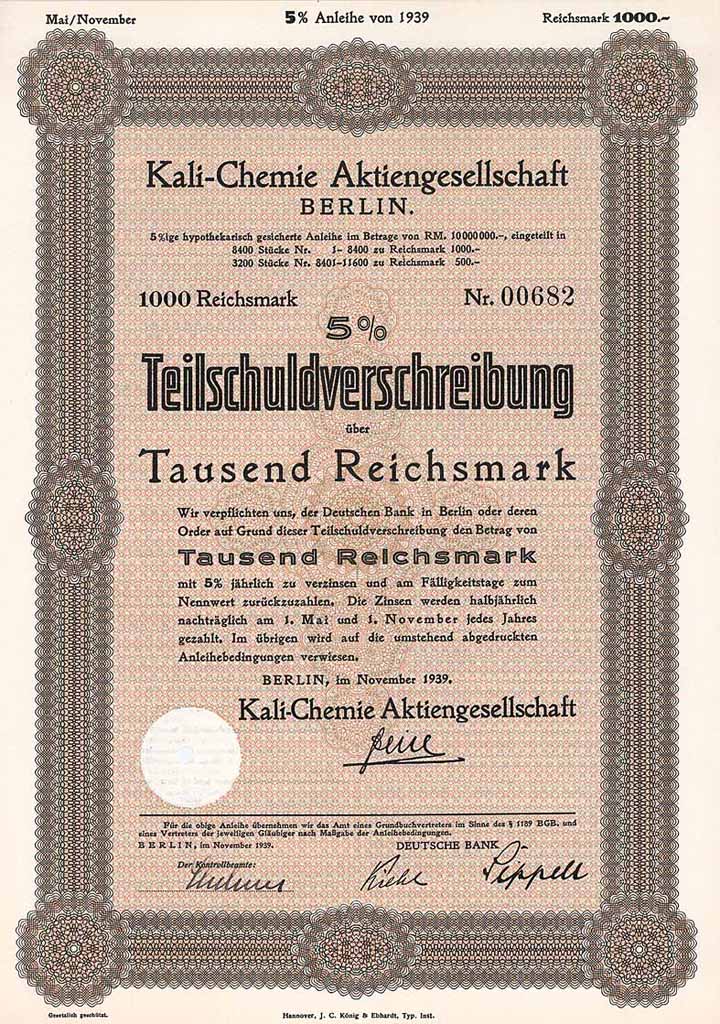 Mai/November 5% Anleihe von 1939 Reichsmark 1000.-
Kali-Chemie Aktiengesellschaft
BERLIN.
5%ige hypothekarisch gesicherte Anleihe im Betrage von RM. 10000000.-, eingeteilt in
8400 Stücke Nr. 1- 8400 zu Reichsmark 1000.-
3200 Stücke Nr. 8401-11600 zu Reichsmark 500.-
1000 Reichsmark Nr. 00682
5%
Teilschuldverschreibung
über
Tausend Reichsmark
Wir verpflichten uns, der Deutschen Bank in Berlin oder deren
Order auf Grund dieser Teilschuldverschreibung den Betrag von
Tausend Reichsmark
mit 5% jährlich zu verzinsen und am Fälligkeitstage zum
Nennwert zurückzuzahlen. Die Zinsen werden halbjährlich
nachträglich am 1. Mai und 1. November jedes Jahres
gezahlt. Im übrigen wird auf die umstehend abgedruckten
Anleihebedingungen verwiesen.
BERLIN, im November 1939.
Kali-Chemie Aktiengesellschaft
Für die obige Anleihe übernehmen wir das Amt eines Grundbuchvertreters im Sinne des § 1189 BGB. und
eines Vertreters der jeweiligen Gläubiger nach Maßgabe der Anleihebedingungen.
BERLIN, im November 1939. DEUTSCHE BANK
Der Kontrollbeamte:
Sippell
Gesetzlich geschützt. Hannover, J. C. König & Ebhardt, Typ. Inst.